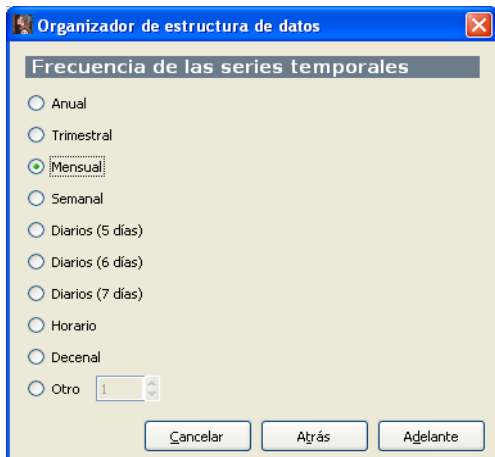 Organizador de estructura de datos
Frecuencia de las series temporales
Anual
Trimestral
Mensual
Semanal
Diarios (5 días)
Diarios (6 días)
Diarios (7 días)
Horario
Decenal
Otro 1
Cancelar Atrás Adelante